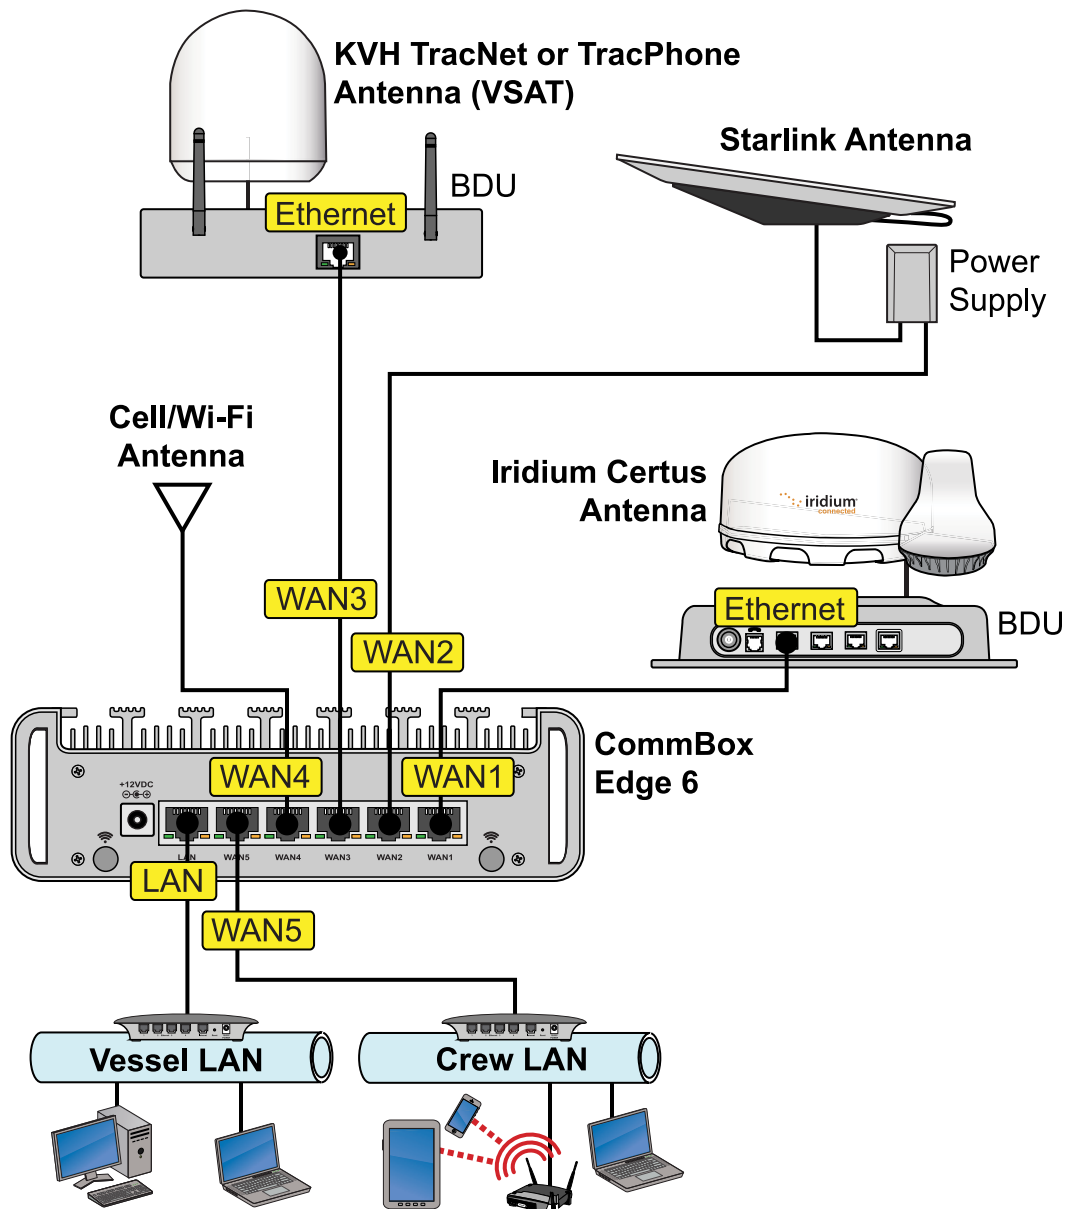 KVH TracNet or TracPhone
Antenna (VSAT)
Starlink Antenna
BDU
Ethernet
Power
Supply
Cell/Wi-Fi
Antenna
Iridium Certus
Antenna
iridium
connected
WAN3
Ethernet
BDU
WAN2
CommBox
Edge 6
WAN4
WAN1
+12VDC
LAN
WAN5
WAN4
WAN3
WAN2
WAN1
LAN
WAN5
Vessel LAN
Crew LAN